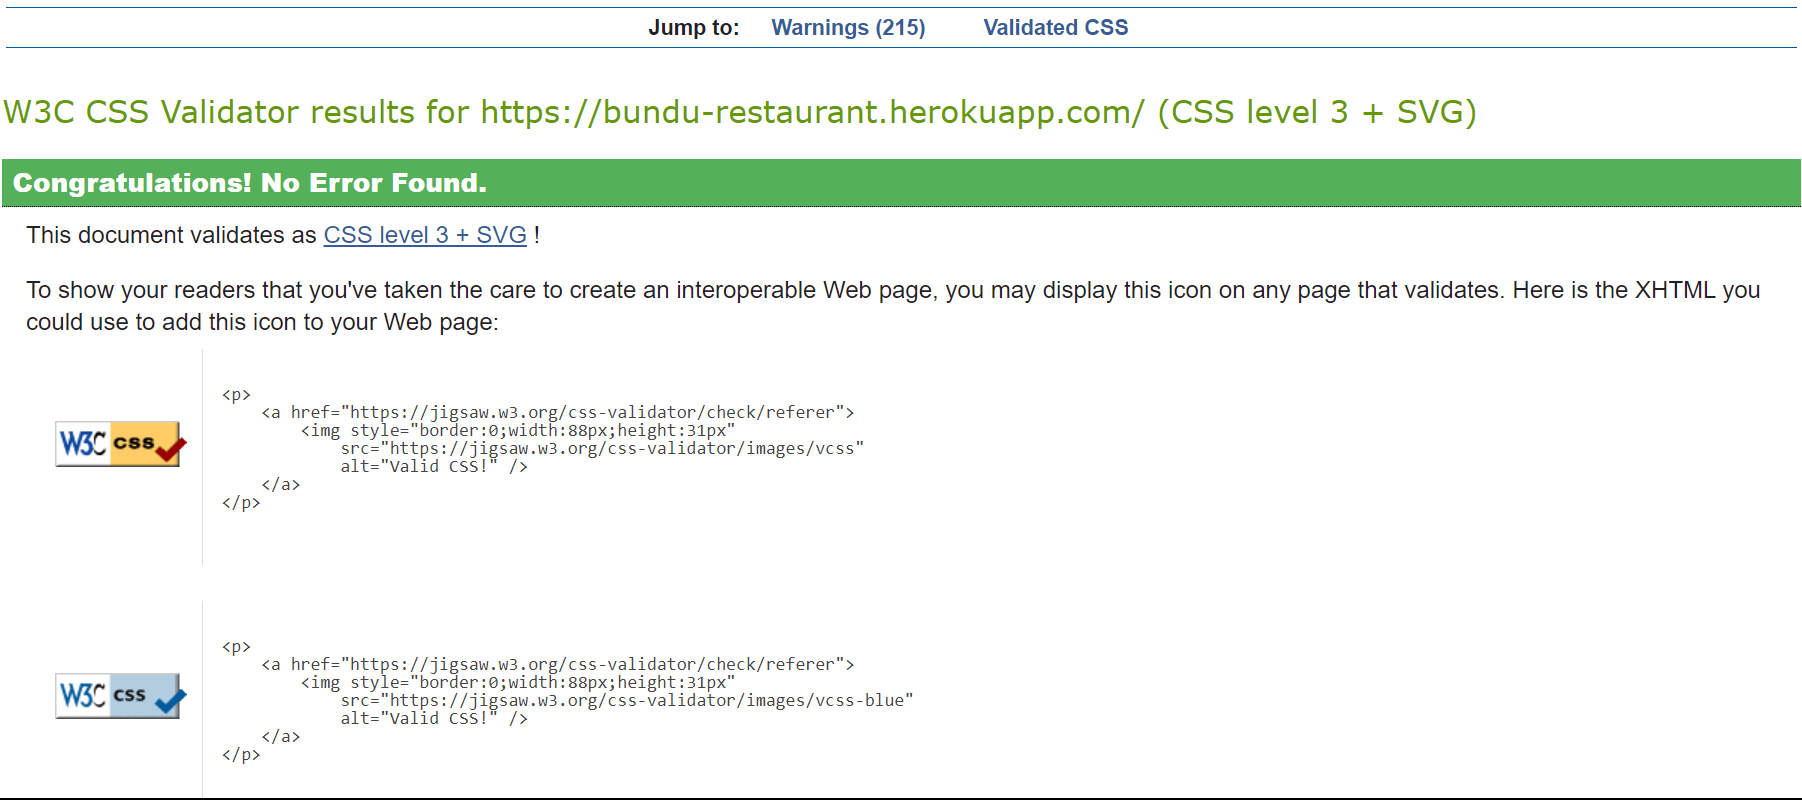 Jump to: Warnings (215) Validated CSS
W3C CSS Validator results for https://bundu-restaurant.herokuapp.com/ (CSS level 3 + SVG)
Congratulations! No Error Found.
This document validates as CSS level 3 + SVG !
To show your readers that you've taken the care to create an interoperable Web page, you may display this icon on any page that validates. Here is the XHTML you
could use to add this icon to your Web page:
W3C css
<p>
<a href="https://jigsaw.w3.org/css-validator/check/referer">
<img style="border:0;width:88px;height:31px"
src="https://jigsaw.w3.org/css-validator/images/vcss"
alt="Valid CSS!" />
</a>
</p>
W3C css
<p>
<a href="https://jigsaw.w3.org/css-validator/check/referer">
<img style="border:0;width:88px;height:31px"
src="https://jigsaw.w3.org/css-validator/images/vcss-blue"
alt="Valid CSS!" />
</a>
</p>